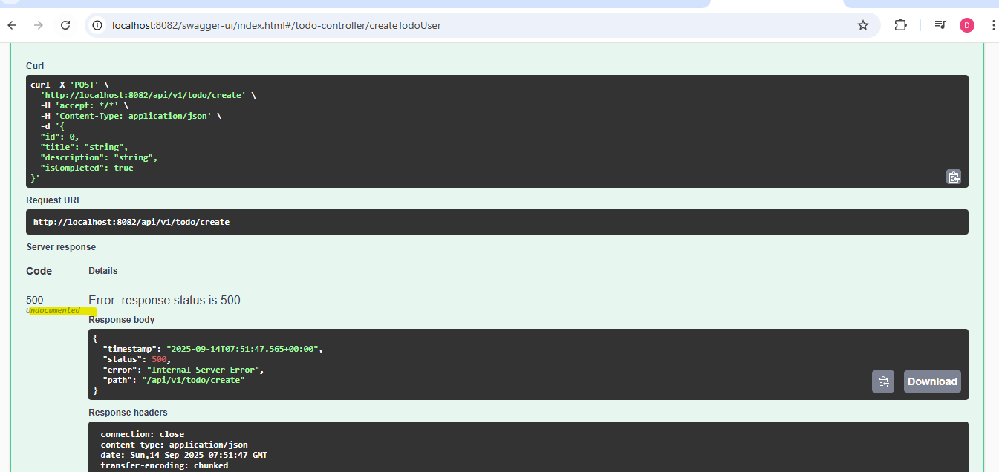 localhost:8082/swagger-ui/index.html#/todo-controller/createTodoUser
D
Curl
curl -X 'POST' \
  'http://localhost:8082/api/v1/todo/create' \
  -H 'accept: */*' \
  -H 'Content-Type: application/json' \
  -d '{
  "id": 0,
  "title": "string",
  "description": "string",
  "isCompleted": true
}'
Request URL
http://localhost:8082/api/v1/todo/create
Server response
Code Details
500 Error: response status is 500
Undocumented
Response body
{
  "timestamp": "2025-09-14T07:51:47.565+00:00",
  "status": 500,
  "error": "Internal Server Error",
  "path": "/api/v1/todo/create"
}
Download
Response headers
connection: close
content-type: application/json
date: Sun,14 Sep 2025 07:51:47 GMT
transfer-encoding: chunked